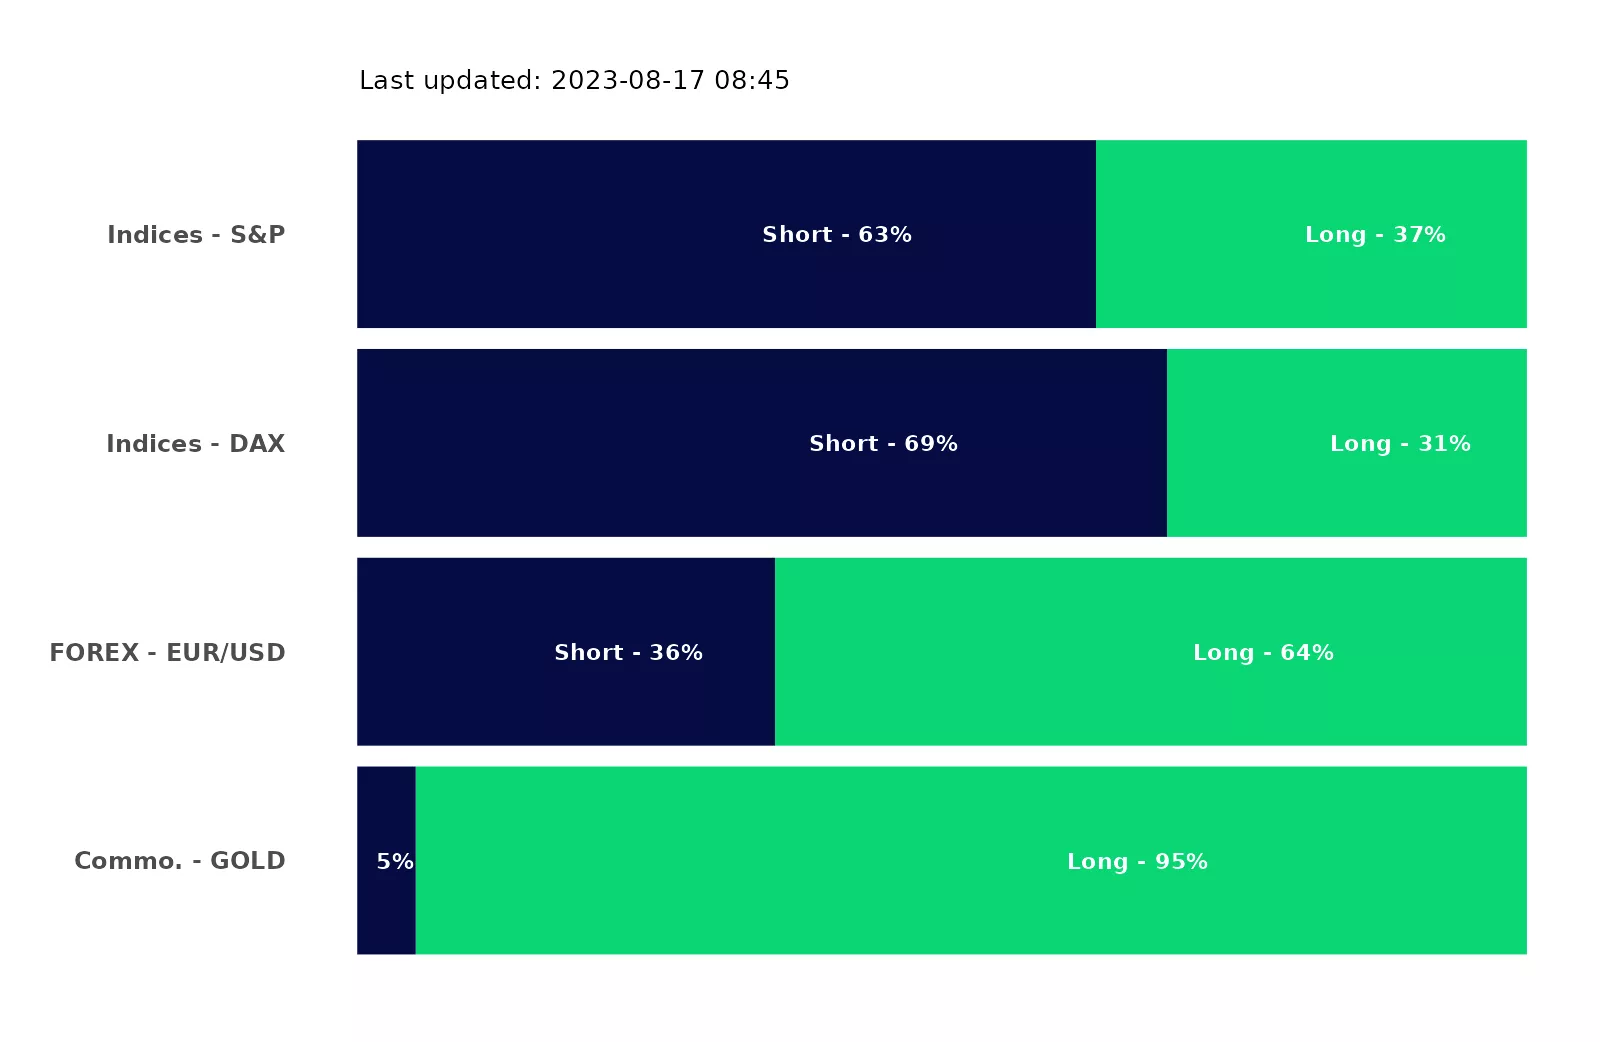 Last updated: 2023-08-17 08:45
Indices - S&P
Short - 63%
Long - 37%
Indices - DAX
Short - 69%
Long - 31%
FOREX - EUR/USD
Short - 36%
Long - 64%
Commo. - GOLD
5%
Long - 95%